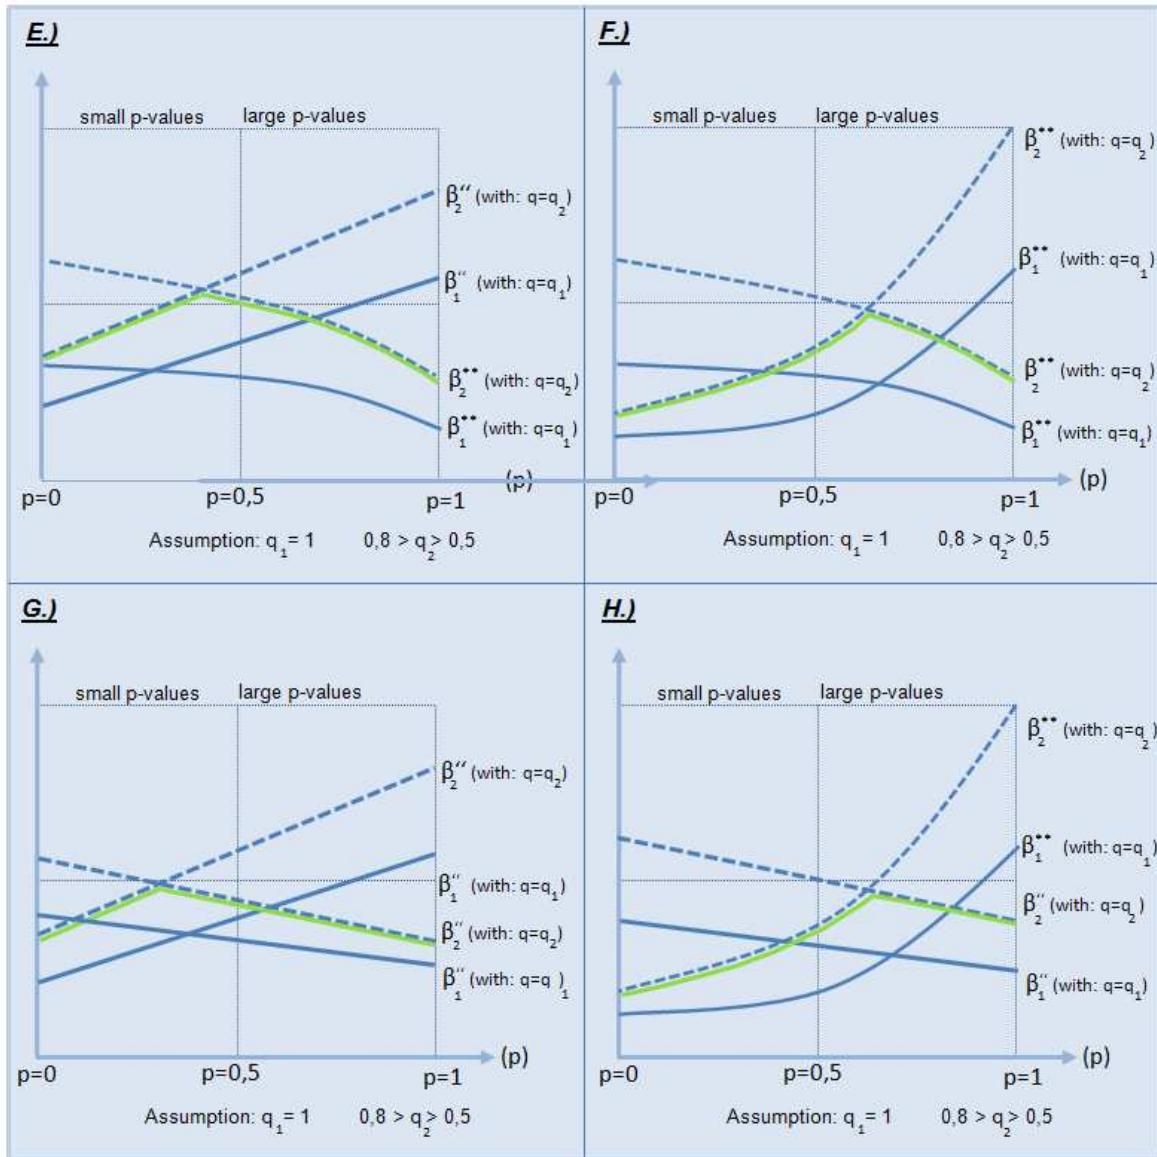 E.)
small p-values large p-values
β₂′′ (with: q=q₂)
β₁′′ (with: q=q₁)
β₂** (with: q=q₂)
β₁** (with: q=q₁)
(p)
p=0 p=0,5 p=1
Assumption: q₁= 1 0,8 > q₂> 0,5
F.)
small p-values large p-values
β₂** (with: q=q₂)
β₁** (with: q=q₁)
β₂** (with: q=q₂)
β₁** (with: q=q₁)
p=0 p=0,5 p=1 (p)
Assumption: q₁= 1 0,8 > q₂> 0,5
G.)
small p-values large p-values
β₂′′ (with: q=q₂)
β₁′′ (with: q=q₁)
β₂′′ (with: q=q₂)
β₁′′ (with: q=q )₁
(p)
p=0 p=0,5 p=1
Assumption: q₁= 1 0,8 > q₂> 0,5
H.)
small p-values large p-values
β₂** (with: q=q₂)
β₁** (with: q=q₁)
β₂′′ (with: q=q₂)
β₁′′ (with: q=q₁)
(p)
p=0 p=0,5 p=1
Assumption: q₁= 1 0,8 > q₂> 0,5